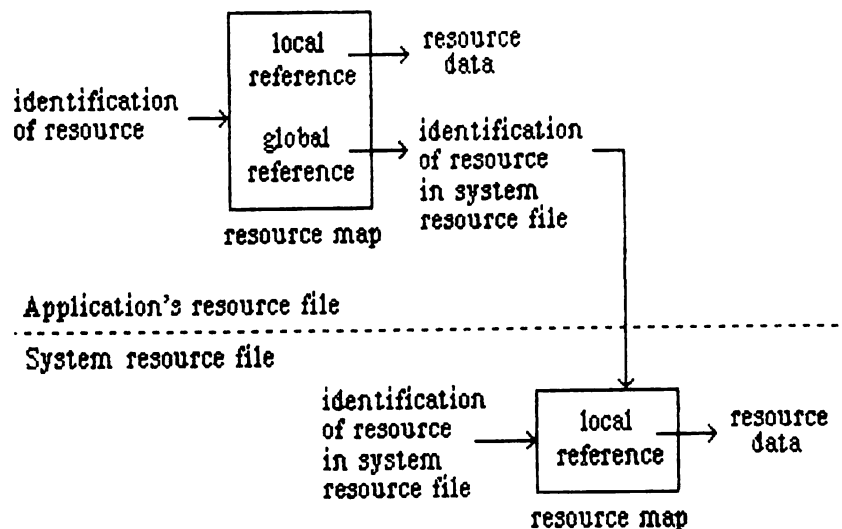 local
reference
resource
data
identification
of resource
global
reference
identification
of resource
in system
resource file
resource map
Application's resource file
System resource file
identification
of resource
in system
resource file
local
reference
resource
data
resource map